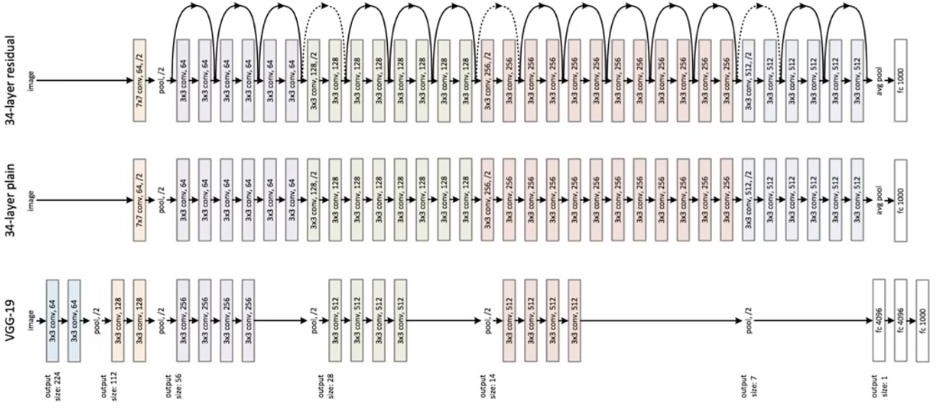 34-layer residual
image
7x7 conv, 64, /2
pool, /2
3x3 conv, 64
3x3 conv, 64
3x3 conv, 64
3x3 conv, 64
3x3 conv, 64
3x3 conv, 64
3x3 conv, 128, /2
3x3 conv, 128
3x3 conv, 128
3x3 conv, 128
3x3 conv, 128
3x3 conv, 128
3x3 conv, 128
3x3 conv, 128
3x3 conv, 256, /2
3x3 conv, 256
3x3 conv, 256
3x3 conv, 256
3x3 conv, 256
3x3 conv, 256
3x3 conv, 256
3x3 conv, 256
3x3 conv, 256
3x3 conv, 256
3x3 conv, 256
3x3 conv, 256
3x3 conv, 512, /2
3x3 conv, 512
3x3 conv, 512
3x3 conv, 512
3x3 conv, 512
3x3 conv, 512
avg pool
fc 1000
34-layer plain
image
7x7 conv, 64, /2
pool, /2
3x3 conv, 64
3x3 conv, 64
3x3 conv, 64
3x3 conv, 64
3x3 conv, 64
3x3 conv, 64
3x3 conv, 128, /2
3x3 conv, 128
3x3 conv, 128
3x3 conv, 128
3x3 conv, 128
3x3 conv, 128
3x3 conv, 128
3x3 conv, 128
3x3 conv, 256, /2
3x3 conv, 256
3x3 conv, 256
3x3 conv, 256
3x3 conv, 256
3x3 conv, 256
3x3 conv, 256
3x3 conv, 256
3x3 conv, 256
3x3 conv, 256
3x3 conv, 256
3x3 conv, 256
3x3 conv, 512, /2
3x3 conv, 512
3x3 conv, 512
3x3 conv, 512
3x3 conv, 512
3x3 conv, 512
avg pool
fc 1000
VGG-19
image
3x3 conv, 64
3x3 conv, 64
pool, /2
3x3 conv, 128
3x3 conv, 128
pool, /2
3x3 conv, 256
3x3 conv, 256
3x3 conv, 256
3x3 conv, 256
pool, /2
3x3 conv, 512
3x3 conv, 512
3x3 conv, 512
3x3 conv, 512
pool, /2
3x3 conv, 512
3x3 conv, 512
3x3 conv, 512
3x3 conv, 512
pool, /2
fc 4096
fc 4096
fc 1000
output
size: 224
output
size: 112
output
size: 56
output
size: 28
output
size: 14
output
size: 7
output
size: 1